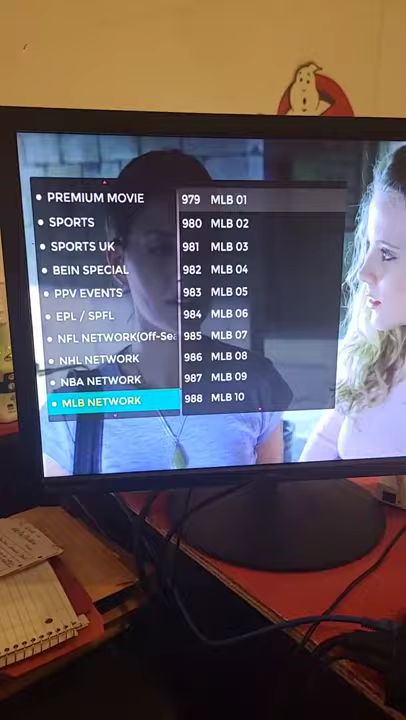 PREMIUM MOVIE
SPORTS
SPORTS UK
BEIN SPECIAL
PPV EVENTS
EPL / SPFL
NFL NETWORK(Off-Sea
NHL NETWORK
NBA NETWORK
MLB NETWORK
979 MLB 01
980 MLB 02
981 MLB 03
982 MLB 04
983 MLB 05
984 MLB 06
985 MLB 07
986 MLB 08
987 MLB 09
988 MLB 10